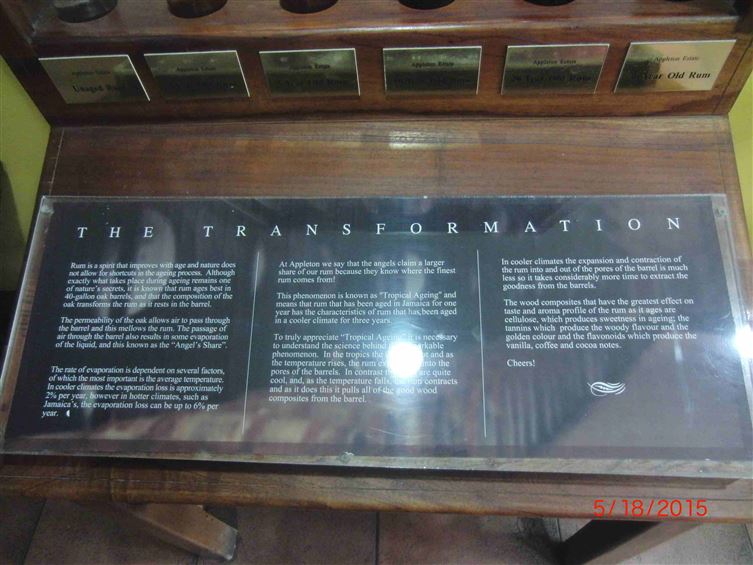 Appleton Estate
Unaged Rum
Appleton Estate
Appleton Estate
Old Rum
Appleton Estate
Old Rum
Appleton Estate
20 Year Old Rum
Appleton Estate
Year Old Rum
THE TRANSFORMATION
Rum is a spirit that improves with age and nature does
not allow for shortcuts in the ageing process. Although
exactly what takes place during ageing remains one
of nature's secrets, it is known that rum ages best in
40-gallon oak barrels, and that the composition of the
oak transforms the rum as it rests in the barrel.
The permeability of the oak allows air to pass through
the barrel and this mellows the rum. The passage of
air through the barrel also results in some evaporation
of the liquid, and this known as the "Angel's Share".
The rate of evaporation is dependent on several factors,
of which the most important is the average temperature.
In cooler climates the evaporation loss is approximately
2% per year, however in hotter climates, such as
Jamaica's, the evaporation loss can be up to 6% per
year.
At Appleton we say that the angels claim a larger
share of our rum because they know where the finest
rum comes from!
This phenomenon is known as "Tropical Ageing" and
means that rum that has been aged in Jamaica for one
year has the characteristics of rum that has been aged
in a cooler climate for three years.
To truly appreciate "Tropical Ageing" it is necessary
to understand the science behind
phenomenon. In the tropics the and as
the temperature rises, the rum into the
pores of the barrels. In contrast are quite
cool, and, as the temperature falls, the rum contracts
and as it does this it pulls all of the good wood
composites from the barrel.
In cooler climates the expansion and contraction of
the rum into and out of the pores of the barrel is much
less so it takes considerably more time to extract the
goodness from the barrels.
The wood composites that have the greatest effect on
taste and aroma profile of the rum as it ages are
cellulose, which produces sweetness in ageing; the
tannins which produce the woody flavour and the
golden colour and the flavonoids which produce the
vanilla, coffee and cocoa notes.
Cheers!
5/18/2015